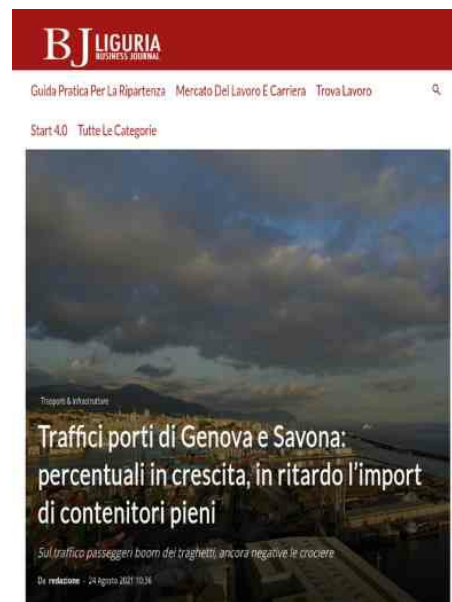 BJ LIGURIA
BUSINESS JOURNAL
Guida Pratica Per La Ripartenza Mercato Del Lavoro E Carriera Trova Lavoro
Start 4.0 Tutte Le Categorie
Trasporti & Infrastrutture
Traffici porti di Genova e Savona:
percentuali in crescita, in ritardo l'import
di contenitori pieni
Sul traffico passeggeri boom dei traghetti, ancora negative le crociere
Da redazione - 24 Agosto 2021 10:36